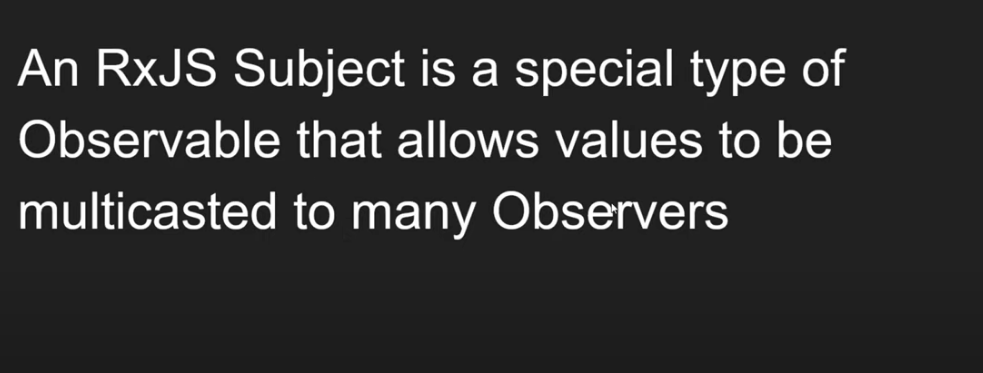 An RxJS Subject is a special type of
Observable that allows values to be
multicasted to many Observers